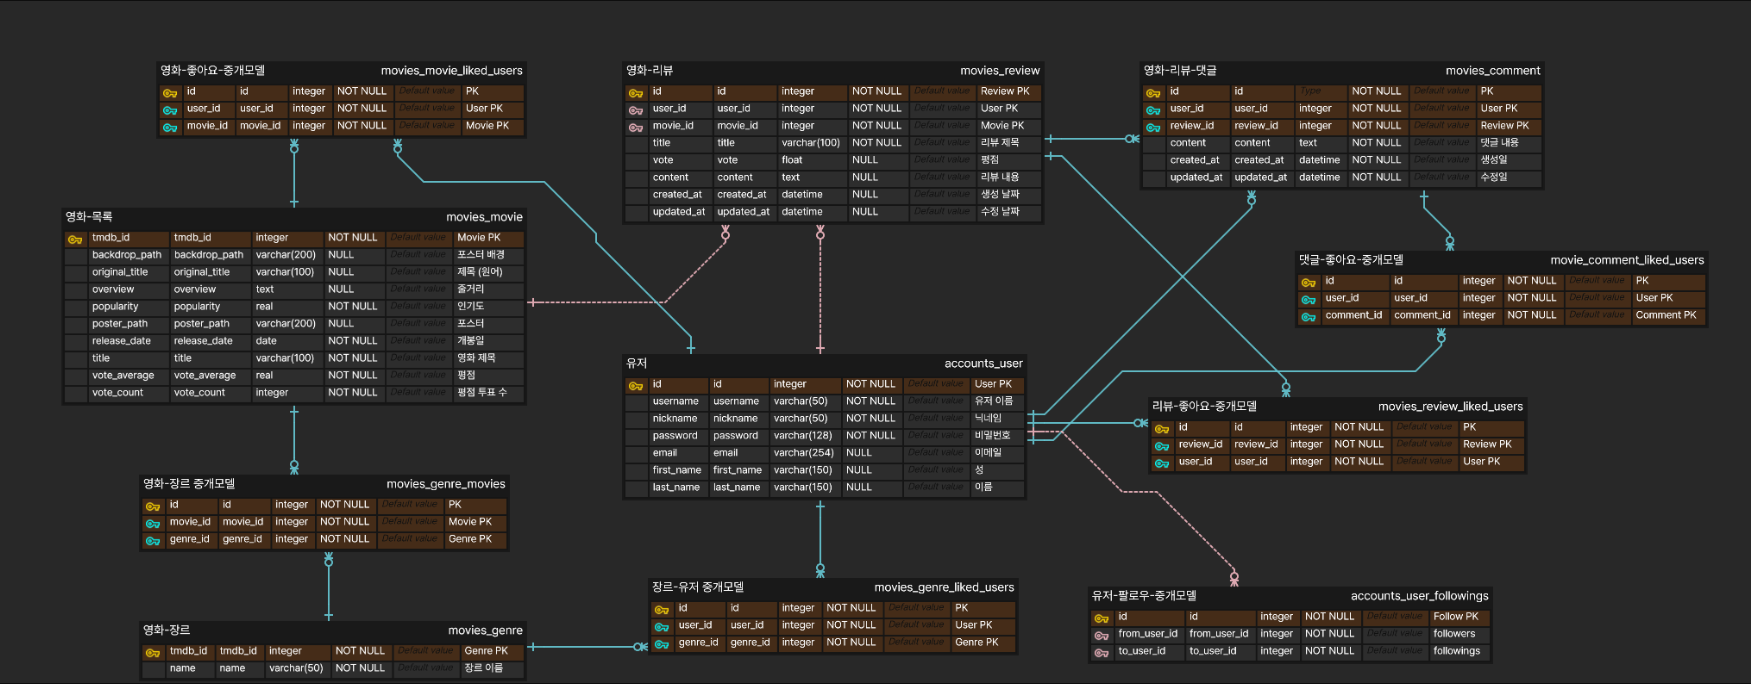 영화-좋아요-중개모델 movies_movie_liked_users
id id integer NOT NULL Default value PK
user_id user_id integer NOT NULL Default value User PK
movie_id movie_id integer NOT NULL Default value Movie PK
영화-리뷰 movies_review
id id integer NOT NULL Default value Review PK
user_id user_id integer NOT NULL Default value User PK
movie_id movie_id integer NOT NULL Default value Movie PK
title title varchar(100) NOT NULL Default value 리뷰 제목
vote vote float NULL Default value 평점
content content text NULL Default value 리뷰 내용
created_at created_at datetime NULL Default value 생성 날짜
updated_at updated_at datetime NULL Default value 수정 날짜
영화-리뷰-댓글 movies_comment
id id Type NOT NULL Default value PK
user_id user_id integer NOT NULL Default value User PK
review_id review_id integer NOT NULL Default value Review PK
content content text NOT NULL Default value 댓글 내용
created_at created_at datetime NOT NULL Default value 생성일
updated_at updated_at datetime NOT NULL Default value 수정일
영화-목록 movies_movie
tmdb_id tmdb_id integer NOT NULL Default value Movie PK
backdrop_path backdrop_path varchar(200) NULL Default value 포스터 배경
original_title original_title varchar(100) NULL Default value 제목 (원어)
overview overview text NULL Default value 줄거리
popularity popularity real NOT NULL Default value 인기도
poster_path poster_path varchar(200) NULL Default value 포스터
release_date release_date date NOT NULL Default value 개봉일
title title varchar(100) NOT NULL Default value 영화 제목
vote_average vote_average real NOT NULL Default value 평점
vote_count vote_count integer NOT NULL Default value 평점 투표 수
댓글-좋아요-중개모델 movie_comment_liked_users
id id integer NOT NULL Default value PK
user_id user_id integer NOT NULL Default value User PK
comment_id comment_id integer NOT NULL Default value Comment PK
유저 accounts_user
id id integer NOT NULL Default value User PK
username username varchar(50) NOT NULL Default value 유저 이름
nickname nickname varchar(50) NOT NULL Default value 닉네임
password password varchar(128) NOT NULL Default value 비밀번호
email email varchar(254) NULL Default value 이메일
first_name first_name varchar(150) NULL Default value 성
last_name last_name varchar(150) NULL Default value 이름
리뷰-좋아요-중개모델 movies_review_liked_users
id id integer NOT NULL Default value PK
review_id review_id integer NOT NULL Default value Review PK
user_id user_id integer NOT NULL Default value User PK
영화-장르 중개모델 movies_genre_movies
id id integer NOT NULL Default value PK
movie_id movie_id integer NOT NULL Default value Movie PK
genre_id genre_id integer NOT NULL Default value Genre PK
장르-유저 중개모델 movies_genre_liked_users
id id integer NOT NULL Default value PK
user_id user_id integer NOT NULL Default value User PK
genre_id genre_id integer NOT NULL Default value Genre PK
유저-팔로우-중개모델 accounts_user_followings
id id integer NOT NULL Default value Follow PK
from_user_id from_user_id integer NOT NULL Default value followers
to_user_id to_user_id integer NOT NULL Default value followings
영화-장르 movies_genre
tmdb_id tmdb_id integer NOT NULL Default value Genre PK
name name varchar(50) NOT NULL Default value 장르 이름